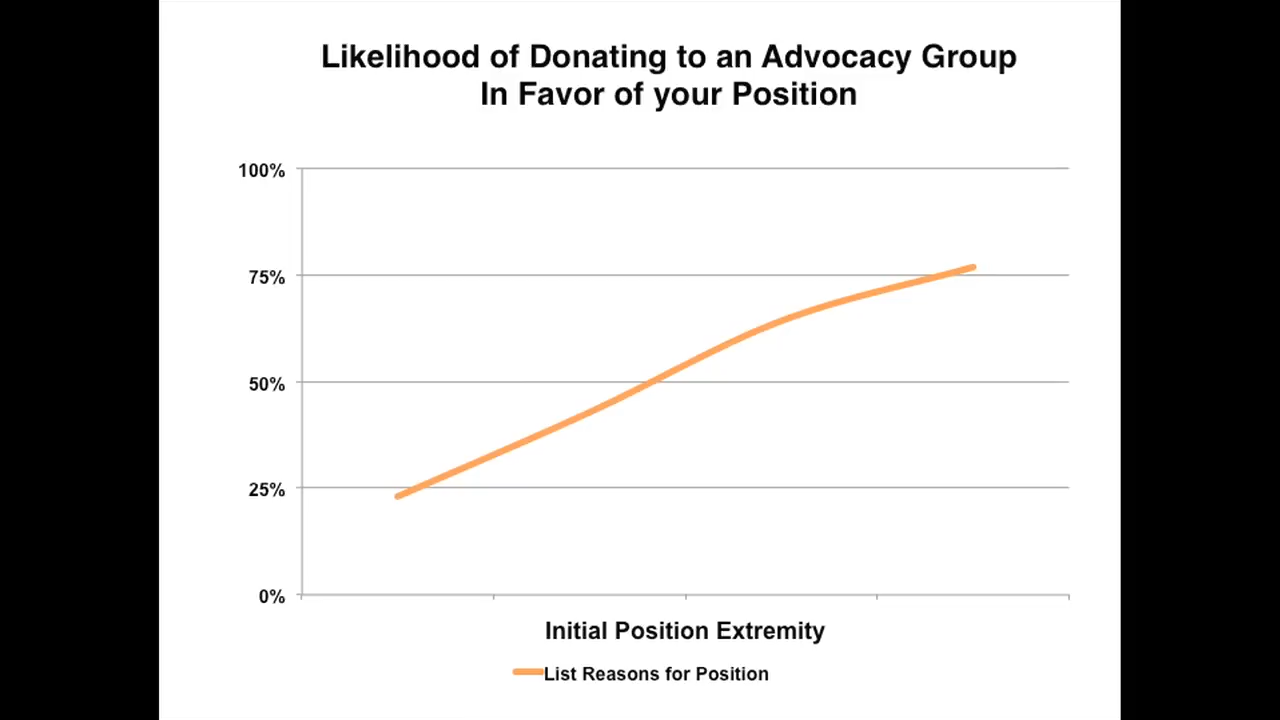 Likelihood of Donating to an Advocacy Group
In Favor of your Position
100%
75%
50%
25%
0%
Initial Position Extremity
List Reasons for Position